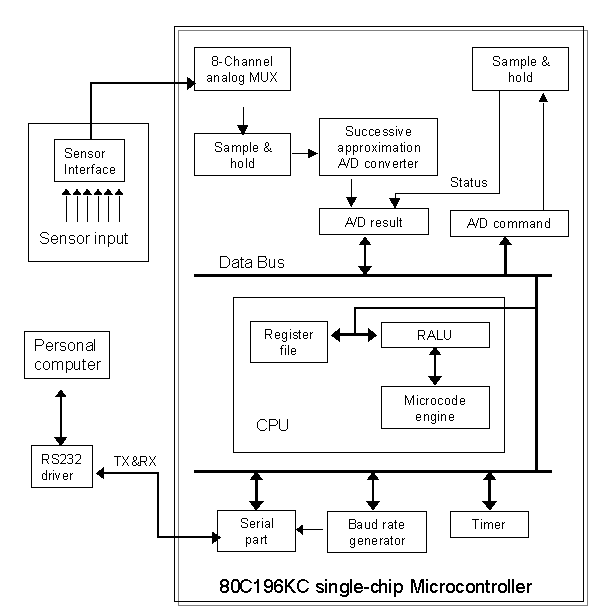 8-Channel
analog MUX
Sample &
hold
Sensor
Interface
Sensor input
Sample &
hold
Successive
approximation
A/D converter
Status
A/D result
A/D command
Data Bus
Register
file
RALU
Microcode
engine
CPU
Personal
computer
RS232
driver
TX&RX
Serial
part
Baud rate
generator
Timer
80C196KC single-chip Microcontroller